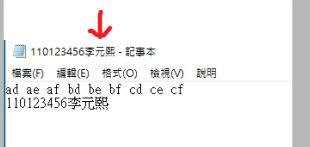 110123456李元熙 - 記事本
檔案(F) 編輯(E) 格式(O) 檢視(V) 說明
ad ae af bd be bf cd ce cf
110123456李元熙